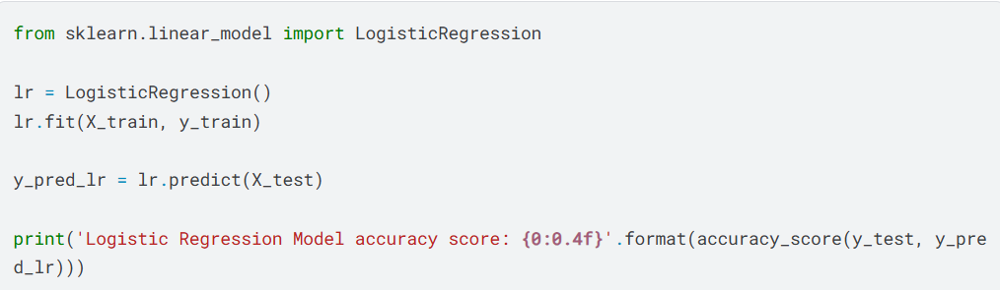 from sklearn.linear_model import LogisticRegression
lr = LogisticRegression()
lr.fit(X_train, y_train)
y_pred_lr = lr.predict(X_test)
print('Logistic Regression Model accuracy score: {0:0.4f}'.format(accuracy_score(y_test, y_pre
d_lr)))